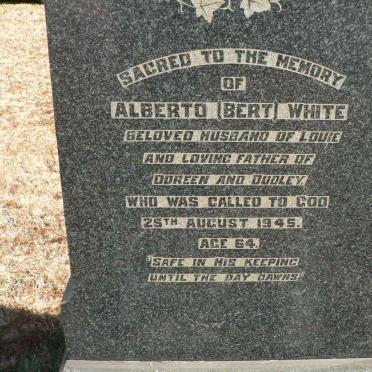 SACRED TO THE MEMORY
OF
ALBERTO (BERT) WHITE
BELOVED HUSBAND OF LOUIE
AND LOVING FATHER OF
DOREEN AND DUDLEY,
WHO WAS CALLED TO GOD
25TH AUGUST 1945.
AGE 64.
"SAFE IN HIS KEEPING
UNTIL THE DAY DAWNS"